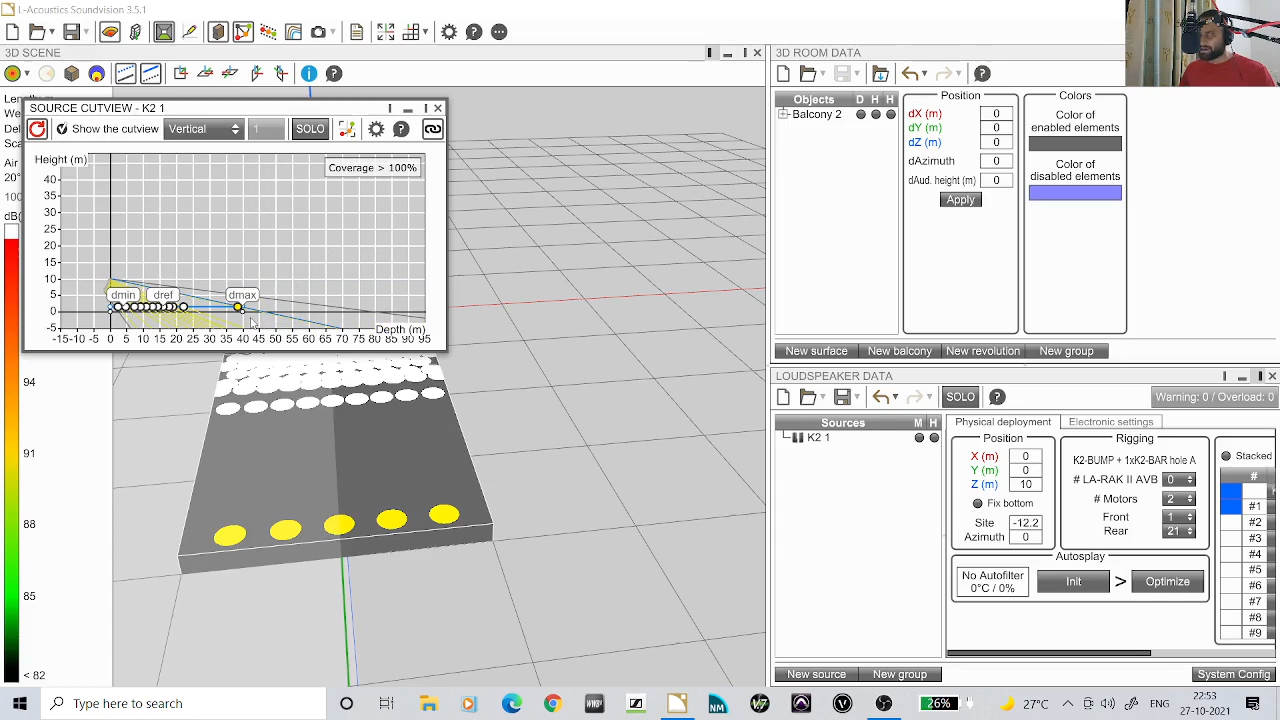 L-Acoustics Soundvision 3.5.1
3D SCENE
SOURCE CUTVIEW - K2 1
Show the cutview
Vertical
1
SOLO
Height (m)
Coverage > 100%
40
35
30
25
20
15
10
5
0
-5
dmin
dref
dmax
Depth (m)
-15 -10 -5 0 5 10 15 20 25 30 35 40 45 50 55 60 65 70 75 80 85 90 95
Air
20°
100
dB(
94
91
88
85
< 82
3D ROOM DATA
Objects D H H
Balcony 2
Position
dX (m) 0
dY (m) 0
dZ (m) 0
dAzimuth 0
dAud. height (m) 0
Apply
Colors
Color of
enabled elements
Color of
disabled elements
New surface
New balcony
New revolution
New group
LOUDSPEAKER DATA
SOLO
Warning: 0 / Overload: 0
Sources M H
K2 1
Physical deployment
Electronic settings
Position
X (m) 0
Y (m) 0
Z (m) 10
Fix bottom
Site -12.2
Azimuth 0
Rigging
K2-BUMP + 1xK2-BAR hole A
# LA-RAK II AVB 0
# Motors 2
Front 1
Rear 21
Stacked
#
#1
#2
#3
#4
#5
#6
#7
#8
#9
Autosplay
No Autofilter
0°C / 0%
Init
>
Optimize
New source
New group
System Config
Type here to search
26%
27°C
ENG
22:53
27-10-2021